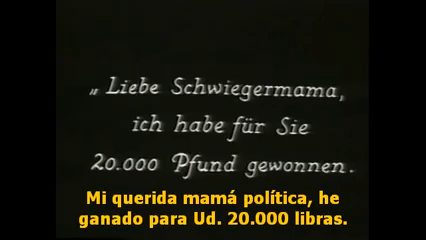 „Liebe Schwiegermama,
ich habe für Sie
20.000 Pfund gewonnen.
Mi querida mamá política, he
ganado para Ud. 20.000 libras.